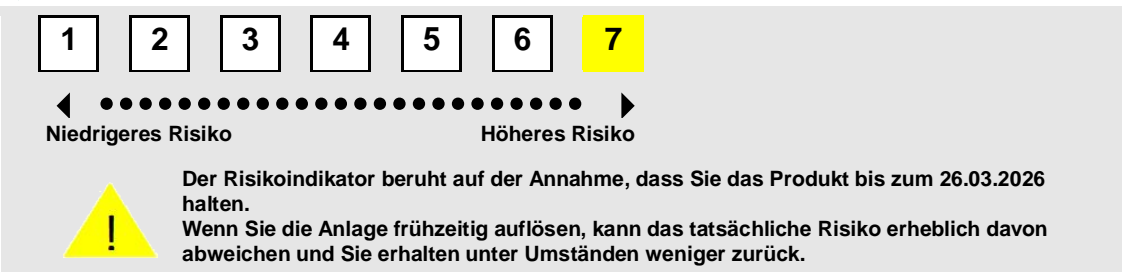 1 2 3 4 5 6 7
Niedrigeres Risiko Höheres Risiko
Der Risikoindikator beruht auf der Annahme, dass Sie das Produkt bis zum 26.03.2026
halten.
Wenn Sie die Anlage frühzeitig auflösen, kann das tatsächliche Risiko erheblich davon
! abweichen und Sie erhalten unter Umständen weniger zurück.